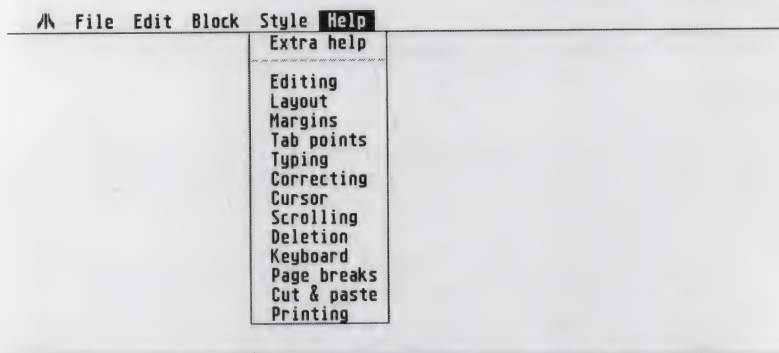 File Edit Block Style Help
Extra help
Editing
Layout
Margins
Tab points
Typing
Correcting
Cursor
Scrolling
Deletion
Keyboard
Page breaks
Cut & paste
Printing